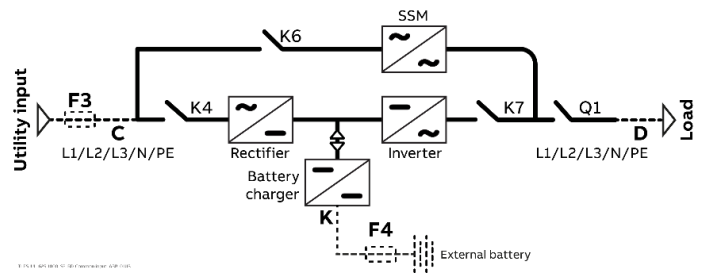 SSM
K6
Utility input
F3
K4
K7
Q1
Load
C
D
L1/L2/L3/N/PE
Rectifier
Inverter
L1/L2/L3/N/PE
Battery
charger
K
F4
External battery